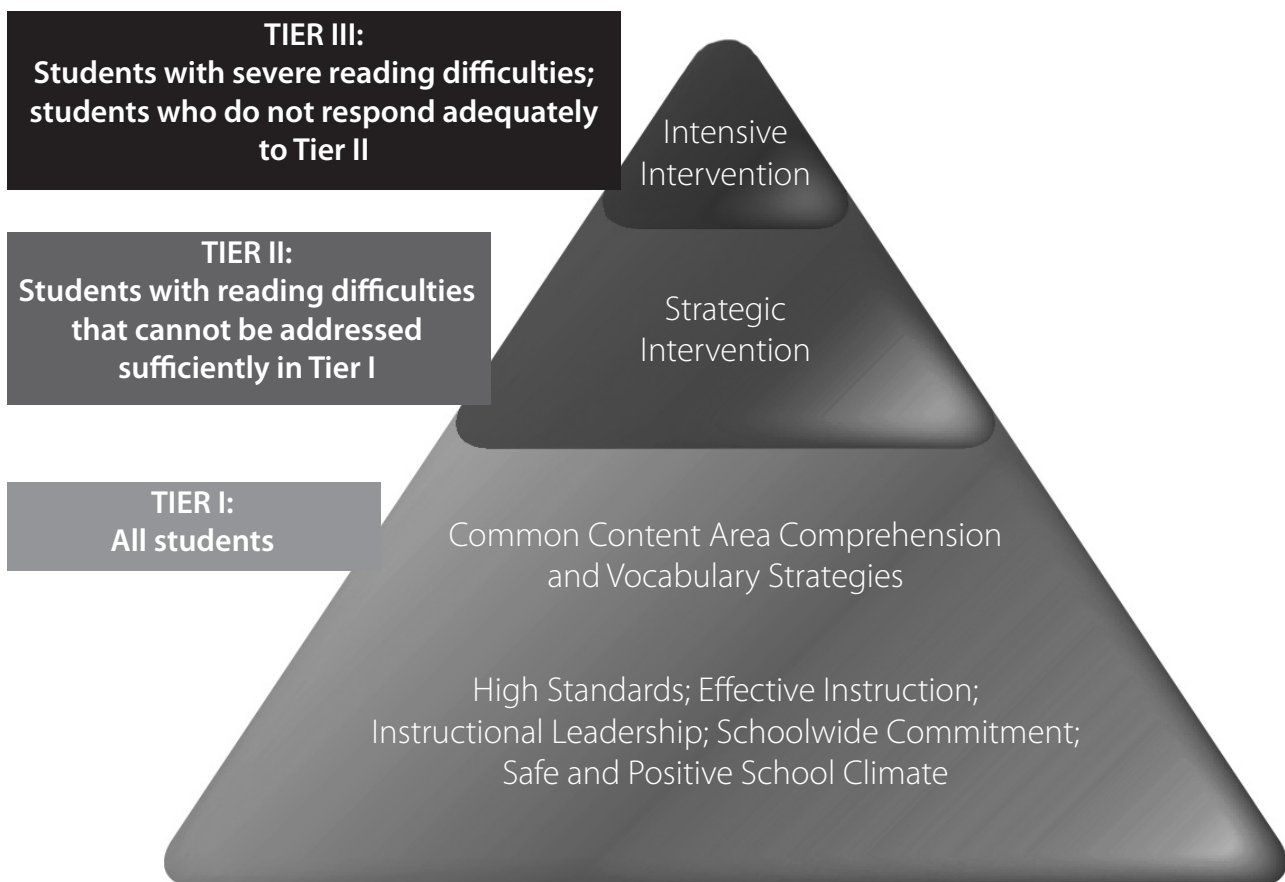 TIER III:
Students with severe reading difficulties;
students who do not respond adequately
to Tier II
Intensive
Intervention
TIER II:
Students with reading difficulties
that cannot be addressed
sufficiently in Tier I
Strategic
Intervention
TIER I:
All students
Common Content Area Comprehension
and Vocabulary Strategies
High Standards; Effective Instruction;
Instructional Leadership; Schoolwide Commitment;
Safe and Positive School Climate